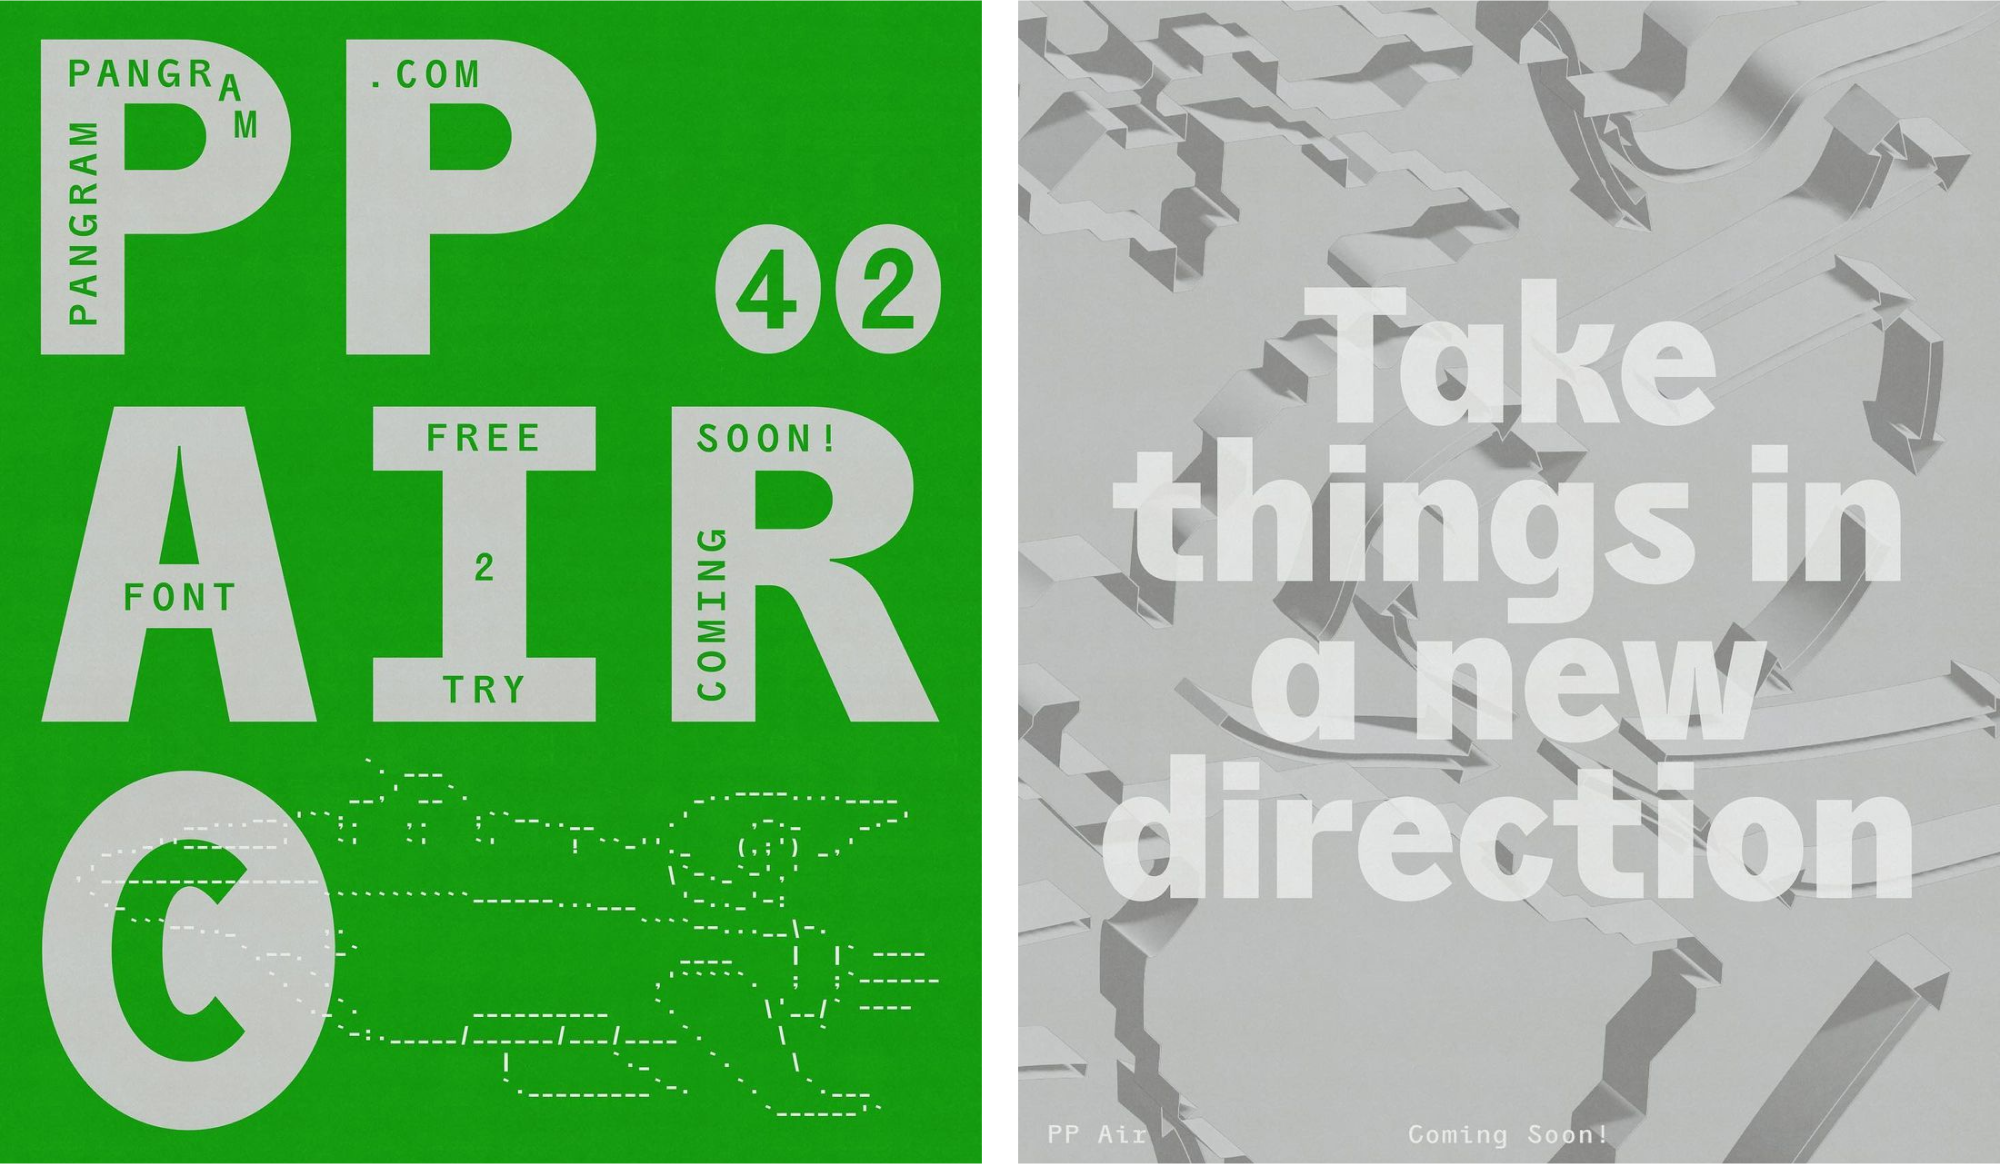 PP
PANGRAM
PANGRAM
.COM
42
AIR
FONT
FREE
2
TRY
COMING
SOON!
C
Take
things in
a new
direction
PP Air
Coming Soon!